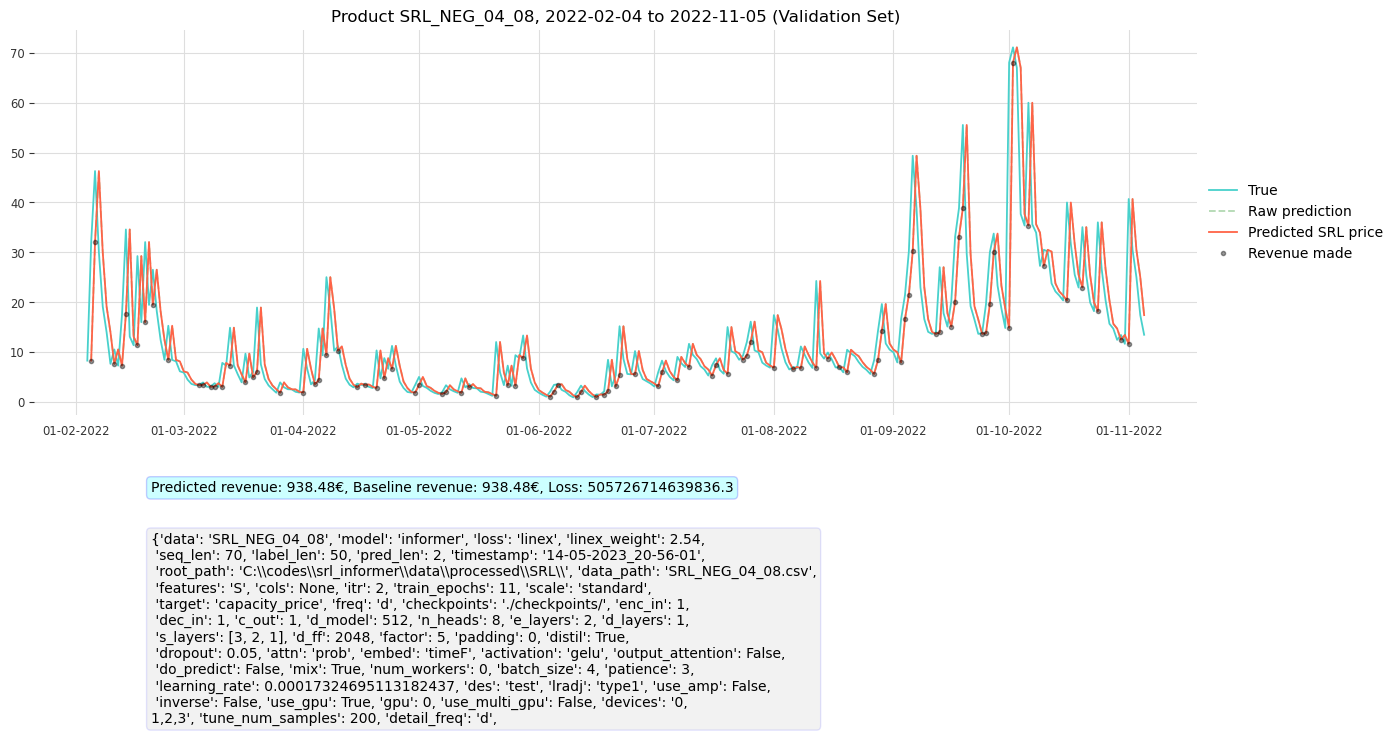 Product SRL_NEG_04_08, 2022-02-04 to 2022-11-05 (Validation Set)
70
60
50
40
30
20
10
0
01-02-2022 01-03-2022 01-04-2022 01-05-2022 01-06-2022 01-07-2022 01-08-2022 01-09-2022 01-10-2022 01-11-2022
True
Raw prediction
Predicted SRL price
Revenue made
Predicted revenue: 938.48€, Baseline revenue: 938.48€, Loss: 505726714639836.3
{'data': 'SRL_NEG_04_08', 'model': 'informer', 'loss': 'linex', 'linex_weight': 2.54,
'seq_len': 70, 'label_len': 50, 'pred_len': 2, 'timestamp': '14-05-2023_20-56-01',
'root_path': 'C:\\codes\\srl_informer\\data\\processed\\SRL\\', 'data_path': 'SRL_NEG_04_08.csv',
'features': 'S', 'cols': None, 'itr': 2, 'train_epochs': 11, 'scale': 'standard',
'target': 'capacity_price', 'freq': 'd', 'checkpoints': './checkpoints/', 'enc_in': 1,
'dec_in': 1, 'c_out': 1, 'd_model': 512, 'n_heads': 8, 'e_layers': 2, 'd_layers': 1,
's_layers': [3, 2, 1], 'd_ff': 2048, 'factor': 5, 'padding': 0, 'distil': True,
'dropout': 0.05, 'attn': 'prob', 'embed': 'timeF', 'activation': 'gelu', 'output_attention': False,
'do_predict': False, 'mix': True, 'num_workers': 0, 'batch_size': 4, 'patience': 3,
'learning_rate': 0.00017324695113182437, 'des': 'test', 'lradj': 'type1', 'use_amp': False,
'inverse': False, 'use_gpu': True, 'gpu': 0, 'use_multi_gpu': False, 'devices': '0,
1,2,3', 'tune_num_samples': 200, 'detail_freq': 'd',